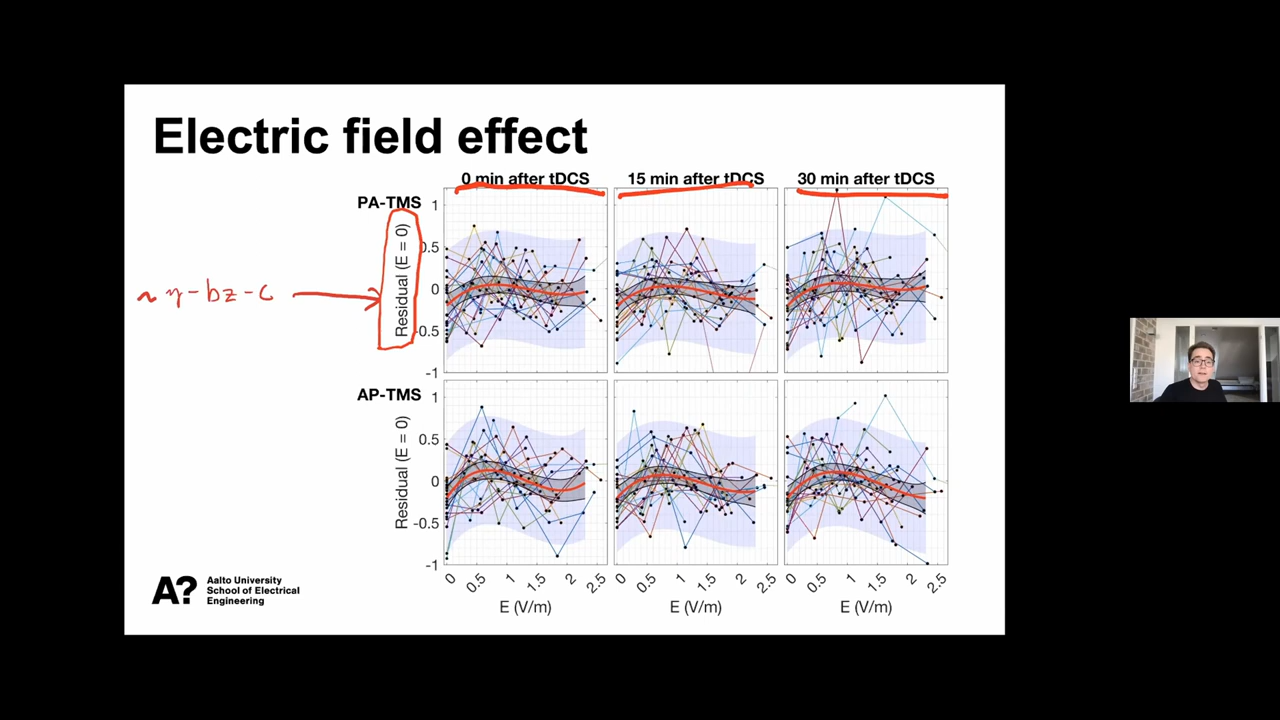 Electric field effect
0 min after tDCS
15 min after tDCS
30 min after tDCS
PA-TMS
Residual (E = 0)
1
0.5
0
-0.5
-1
~ y-bz-c
AP-TMS
Residual (E = 0)
1
0.5
0
-0.5
-1
0 0.5 1 1.5 2 2.5
0 0.5 1 1.5 2 2.5
0 0.5 1 1.5 2 2.5
E (V/m)
E (V/m)
E (V/m)
A?
Aalto University
School of Electrical
Engineering